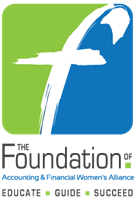 THE
Foundation OF
Accounting & Financial Women's Alliance
EDUCATE • GUIDE • SUCCEED